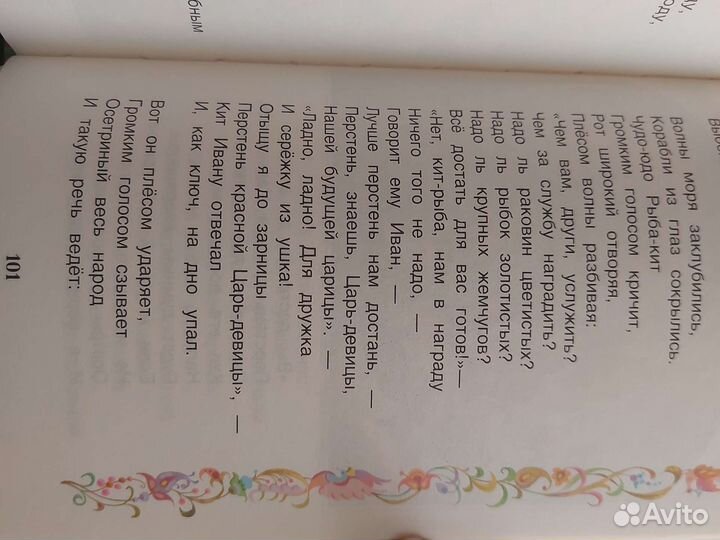 Волны моря заклубились,
Корабли из глаз сокрылись.
Чудо-юдо Рыба-кит
Громким голосом кричит,
Рот широкий отворяя,
Плёсом волны разбивая:
«Чем вам, други, услужить?
Чем за службу наградить?
Надо ль раковин цветистых?
Надо ль рыбок золотистых?
Надо ль крупных жемчугов?
Всё достать для вас готов!»—
«Нет, кит-рыба, нам в награду
Ничего того не надо, —
Говорит ему Иван, —
Лучше перстень нам достань, —
Перстень, знаешь, Царь-девицы,
Нашей будущей царицы». —
«Ладно, ладно! Для дружка
И серёжку из ушка!
Отыщу я до зарницы
Перстень красной Царь-девицы», —
Кит Ивану отвечал
И, как ключ, на дно упал.
Вот он плёсом ударяет,
Громким голосом сзывает
Осетриный весь народ
И такую речь ведёт:
101
Avito